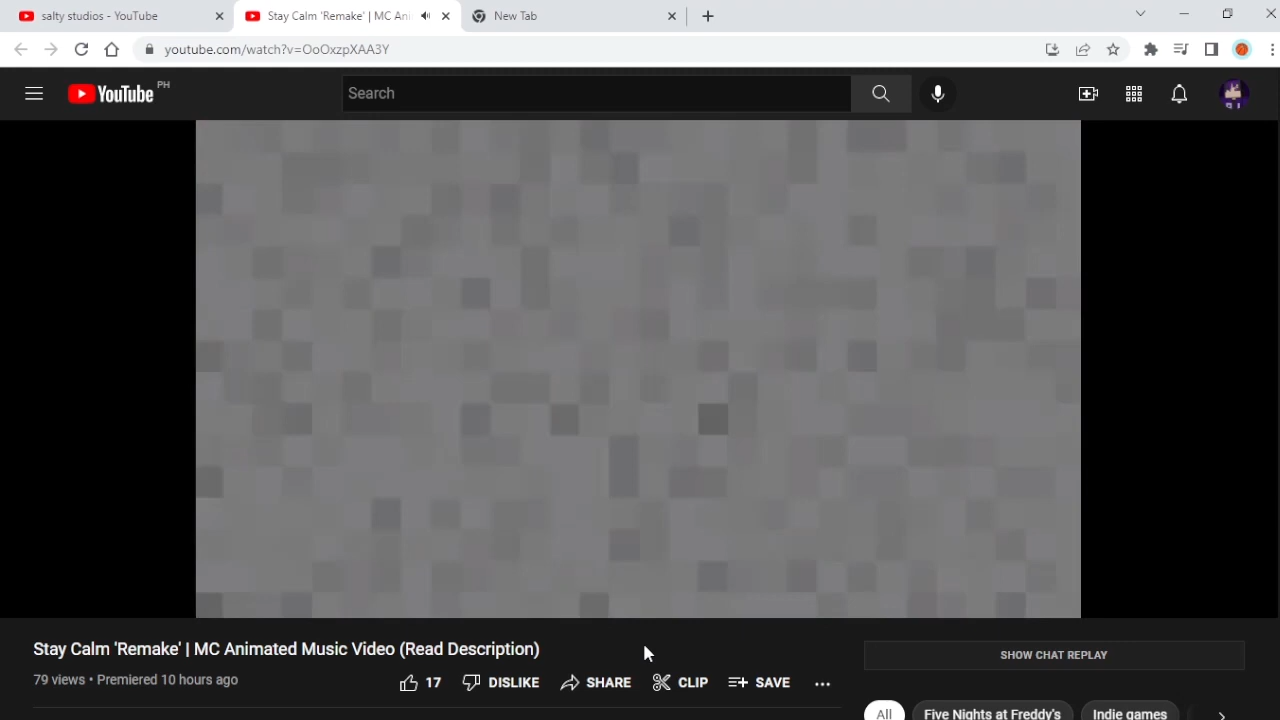 salty studios - YouTube
Stay Calm 'Remake' | MC Ani
New Tab
youtube.com/watch?v=OoOxzpXAA3Y
YouTube PH
Search
Stay Calm 'Remake' | MC Animated Music Video (Read Description)
79 views • Premiered 10 hours ago
17 DISLIKE SHARE CLIP SAVE
SHOW CHAT REPLAY
All Five Nights at Freddy's Indie games